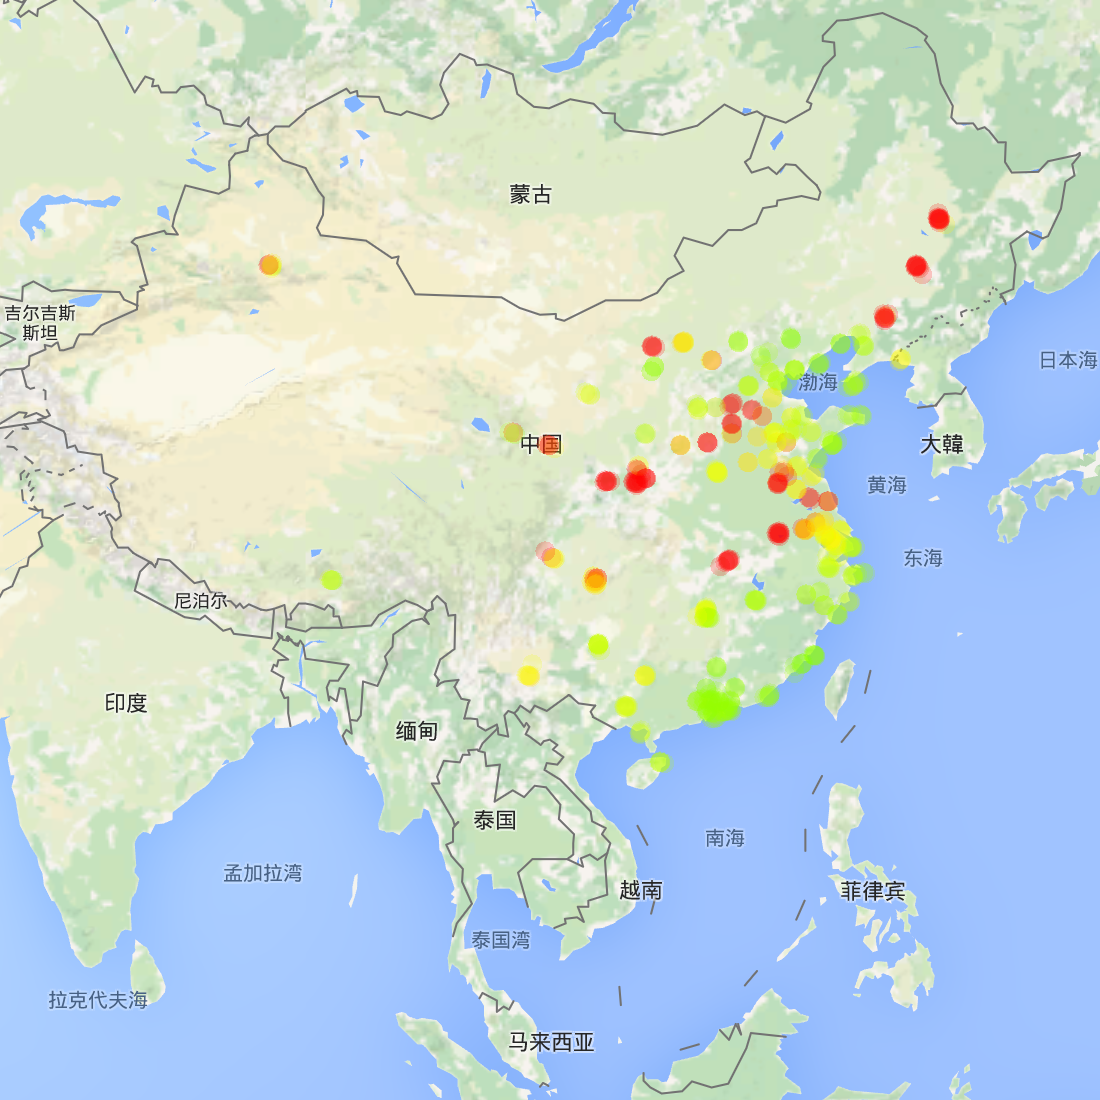 蒙古
吉尔吉斯
斯坦
日本海
渤海
中国
大韓
黄海
东海
尼泊尔
印度
缅甸
泰国
南海
孟加拉湾
越南
菲律宾
泰国湾
拉克代夫海
马来西亚